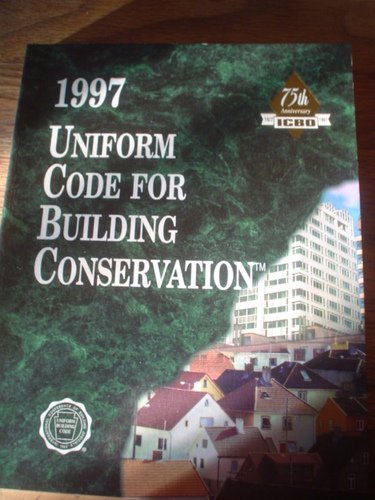 1997
75th
Anniversary
ICBO
UNIFORM
CODE FOR
BUILDING
CONSERVATION™
UNIFORM
BUILDING
CODE
®